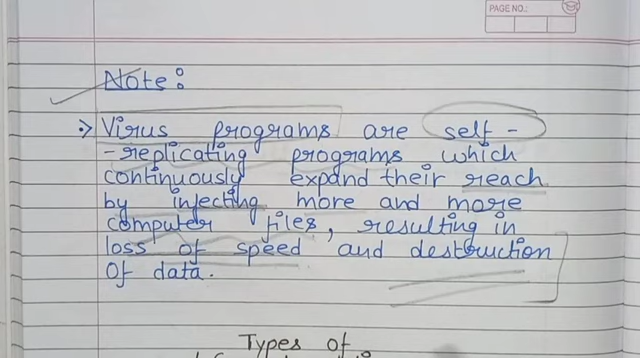 PAGE NO.:
Note:
:> Virus programs are self-
-replicating programs which
continuously expand their reach
by injecting more and more
computer files, resulting in
loss of speed and destruction
of data.
Types of